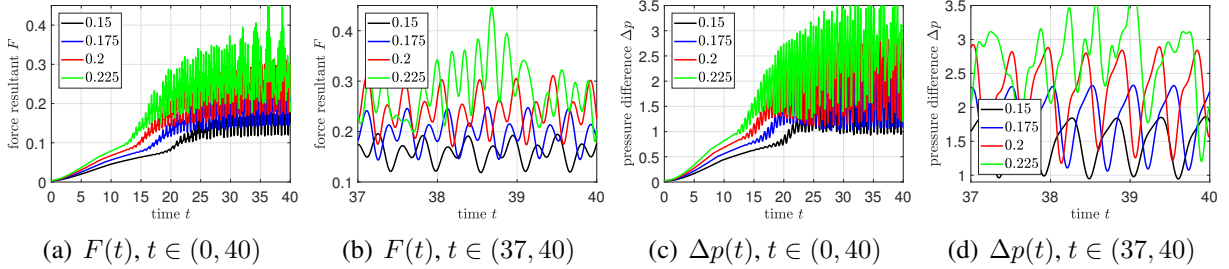 force resultant F
0.4
0.3
0.2
0.1
0
0.15
0.175
0.2
0.225
0 5 10 15 20 25 30 35 40
time t
(a) F(t), t ∈ (0, 40)
force resultant F
0.4
0.3
0.2
0.1
0.15
0.175
0.2
0.225
37 38 39 40
time t
(b) F(t), t ∈ (37, 40)
pressure difference Δp
3.5
3
2.5
2
1.5
1
0.5
0
0.15
0.175
0.2
0.225
0 5 10 15 20 25 30 35 40
time t
(c) Δp(t), t ∈ (0, 40)
pressure difference Δp
3
2.5
2
1.5
1
0.15
0.175
0.2
0.225
37 38 39 40
time t
(d) Δp(t), t ∈ (37, 40)